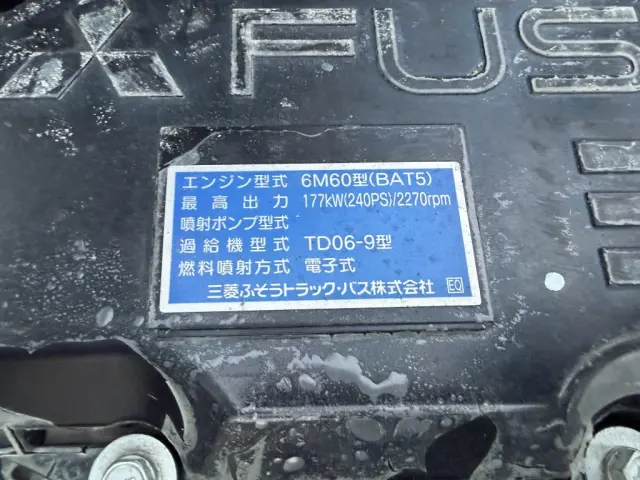 FUS
エンジン型式 6M60型(BAT5)
最高出力 177kW(240PS)/2270rpm
噴射ポンプ型式
過給機型式 TD06-9型
燃料噴射方式 電子式
三菱ふそうトラック・バス株式会社 EQ